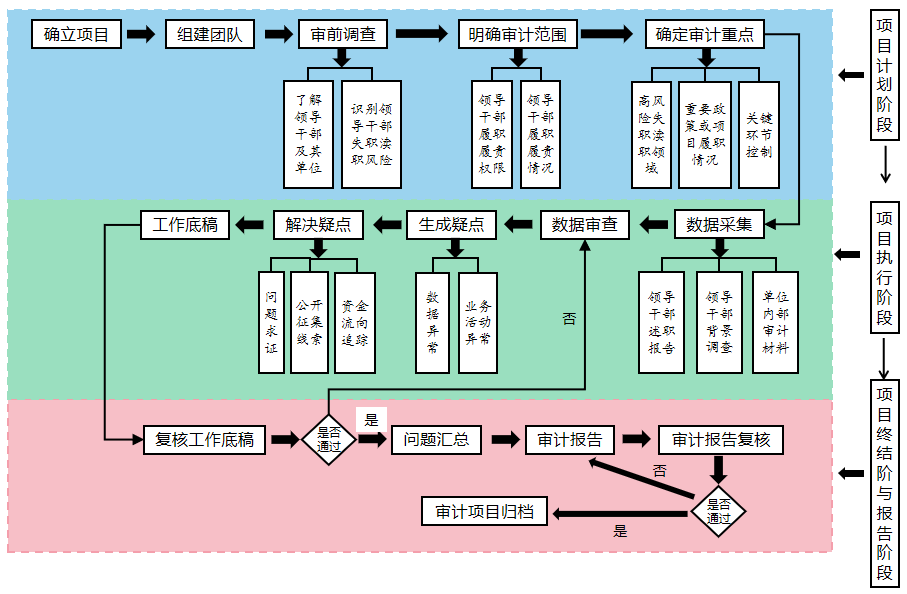 确立项目
组建团队
审前调查
明确审计范围
确定审计重点
了解
领导
干部
及其
单位
识别领
导干部
失职渎
职风险
领导
干部
履职
履责
权限
领导
干部
履职
履责
情况
高风
险失
职渎
职领
域
重要政
策或项
目履职
情况
关键
环节
控制
项目计划阶段
工作底稿
解决疑点
生成疑点
数据审查
数据采集
问题求证
公开
征集
线索
资金
流向
追踪
数据异常
业务
活动
异常
否
领导
干部
述职
报告
领导
干部
背景
调查
单位
内部
审计
材料
项目执行阶段
复核工作底稿
是否
通过
是
问题汇总
审计报告
审计报告复核
否
是否
通过
是
审计项目归档
项目终结阶与报告阶段